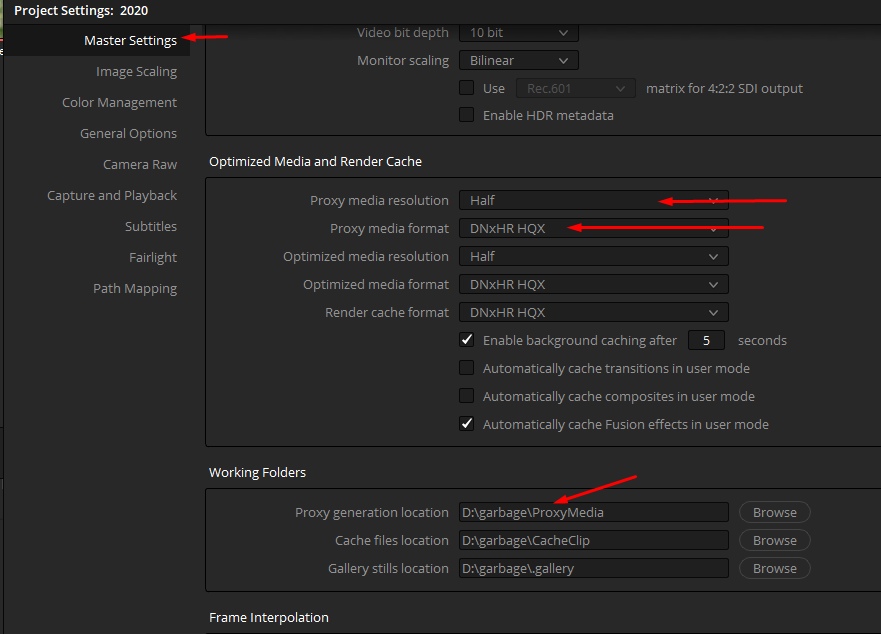 Project Settings: 2020
Master Settings
Image Scaling
Color Management
General Options
Camera Raw
Capture and Playback
Subtitles
Fairlight
Path Mapping
Video bit depth 10 bit
Monitor scaling Bilinear
Use Rec.601 matrix for 4:2:2 SDI output
Enable HDR metadata
Optimized Media and Render Cache
Proxy media resolution Half
Proxy media format DNxHR HQX
Optimized media resolution Half
Optimized media format DNxHR HQX
Render cache format DNxHR HQX
Enable background caching after 5 seconds
Automatically cache transitions in user mode
Automatically cache composites in user mode
Automatically cache Fusion effects in user mode
Working Folders
Proxy generation location D:\garbage\ProxyMedia Browse
Cache files location D:\garbage\CacheClip Browse
Gallery stills location D:\garbage\.gallery Browse
Frame Interpolation